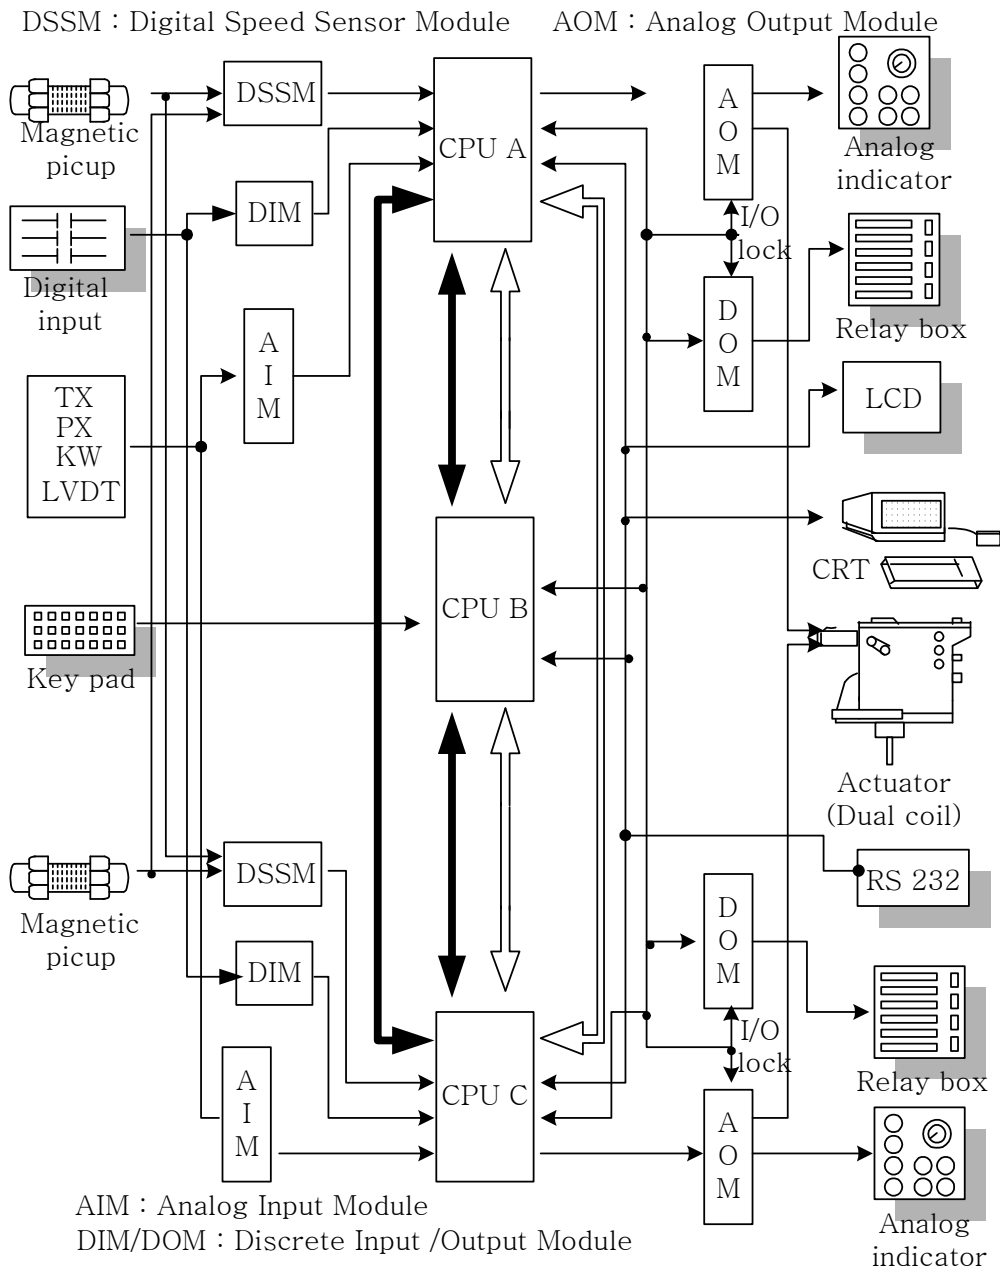 DSSM : Digital Speed Sensor Module
AOM : Analog Output Module
Magnetic
picup
DSSM
CPU A
A
O
M
Analog
indicator
Digital
input
DIM
I/O
lock
Relay box
A
I
M
D
O
M
TX
PX
KW
LVDT
LCD
CRT
Key pad
CPU B
Actuator
(Dual coil)
Magnetic
picup
DSSM
RS 232
DIM
D
O
M
I/O
lock
Relay box
A
I
M
CPU C
A
O
M
Analog
indicator
AIM : Analog Input Module
DIM/DOM : Discrete Input /Output Module